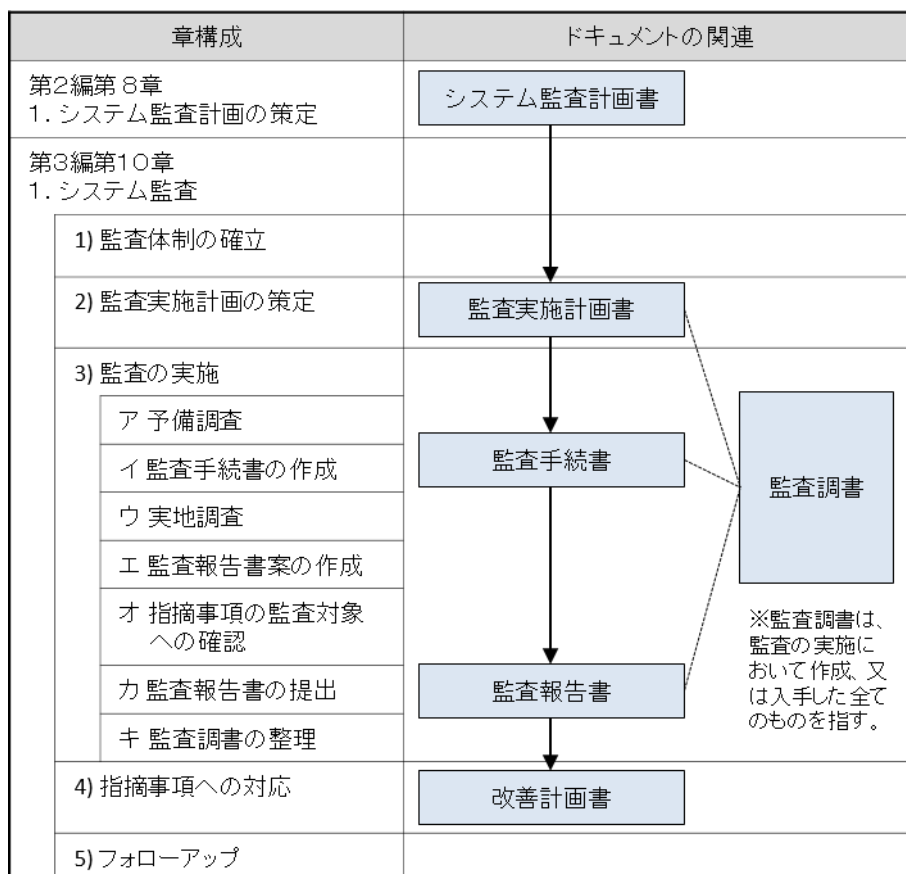 章構成
ドキュメントの関連
第2編第8章
1. システム監査計画の策定
システム監査計画書
第3編第10章
1. システム監査
1) 監査体制の確立
2) 監査実施計画の策定
監査実施計画書
3) 監査の実施
ア 予備調査
イ 監査手続書の作成
監査手続書
監査調書
ウ 実地調査
エ 監査報告書案の作成
オ 指摘事項の監査対象
への確認
※監査調書は、
監査の実施に
おいて作成、又
は入手した全て
のものを指す。
カ 監査報告書の提出
監査報告書
キ 監査調書の整理
4) 指摘事項への対応
改善計画書
5) フォローアップ